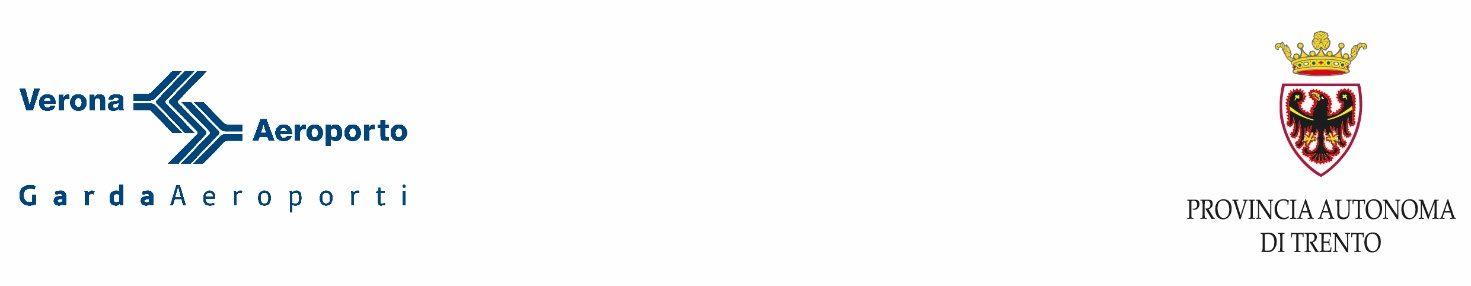 Verona
Aeroporto
GardaAeroporti
PROVINCIA AUTONOMA
DI TRENTO